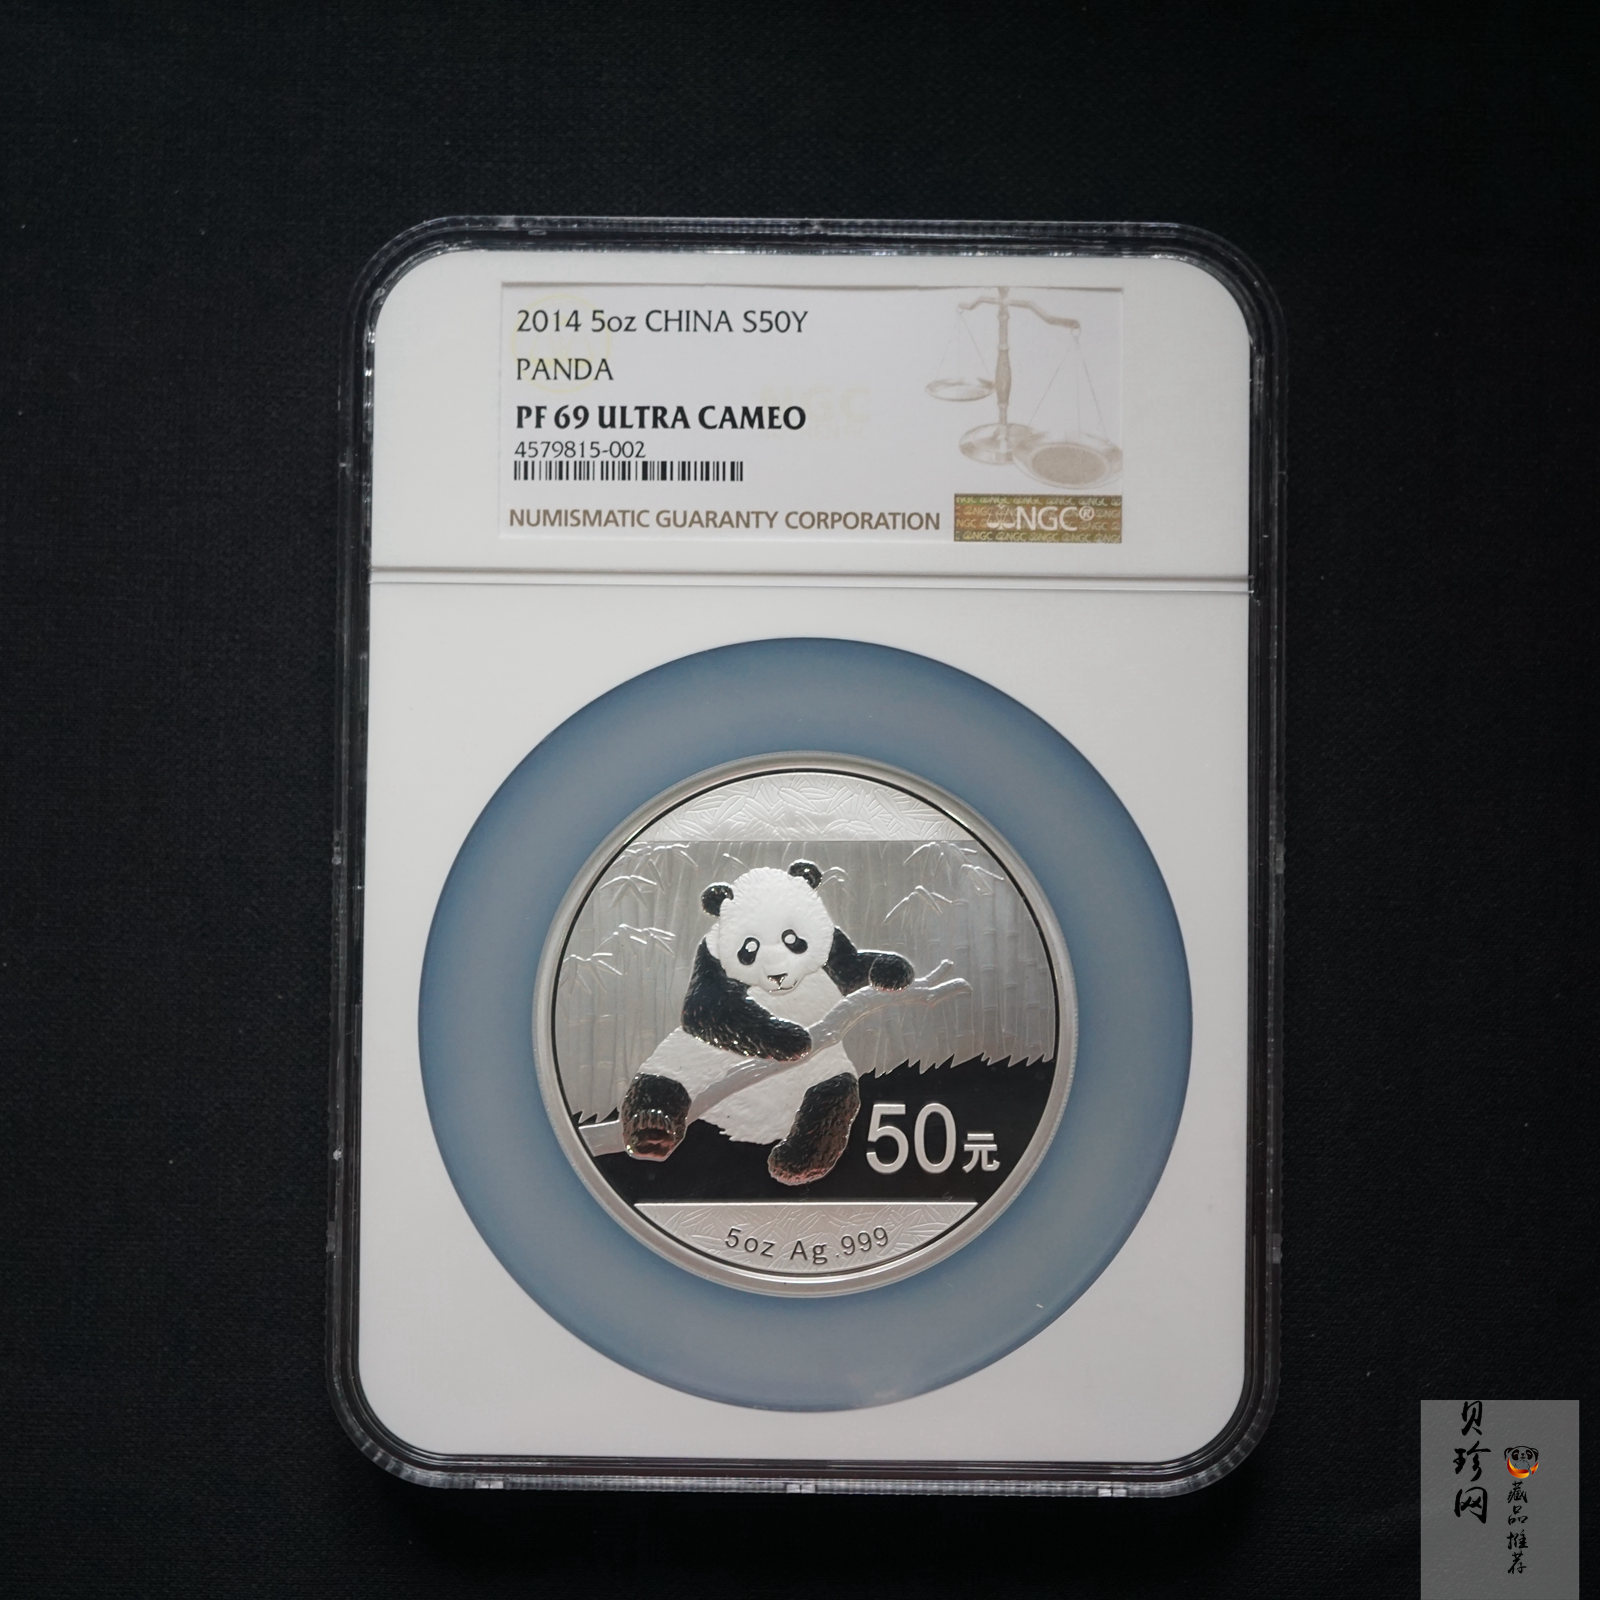 2014 5oz CHINA S50Y
PANDA
PF 69 ULTRA CAMEO
4579815-002
NUMISMATIC GUARANTY CORPORATION
NGC®
50元
5oz Ag .999
贝珍网
藏品推荐